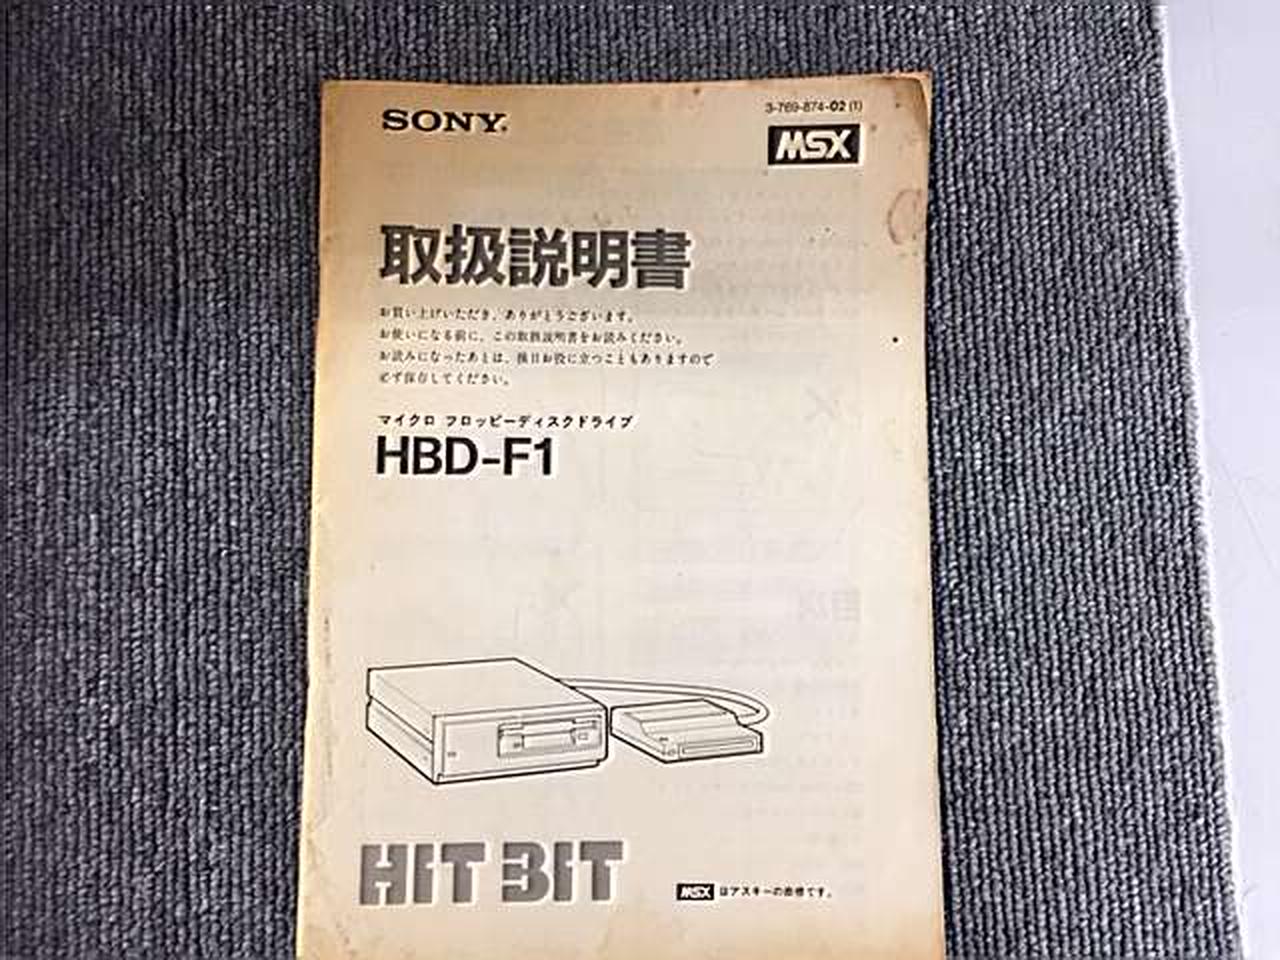 SONY.
3-769-874-02 (1)
MSX
取扱説明書
お買い上げいただき、ありがとうございます。
お使いになる前に、この取扱説明書をお読みください。
お読みになったあとは、後日お役に立つこともありますので
必ず保存してください。
マイクロ フロッピーディスクドライブ
HBD-F1
HIT BIT
MSX はアスキーの商標です。